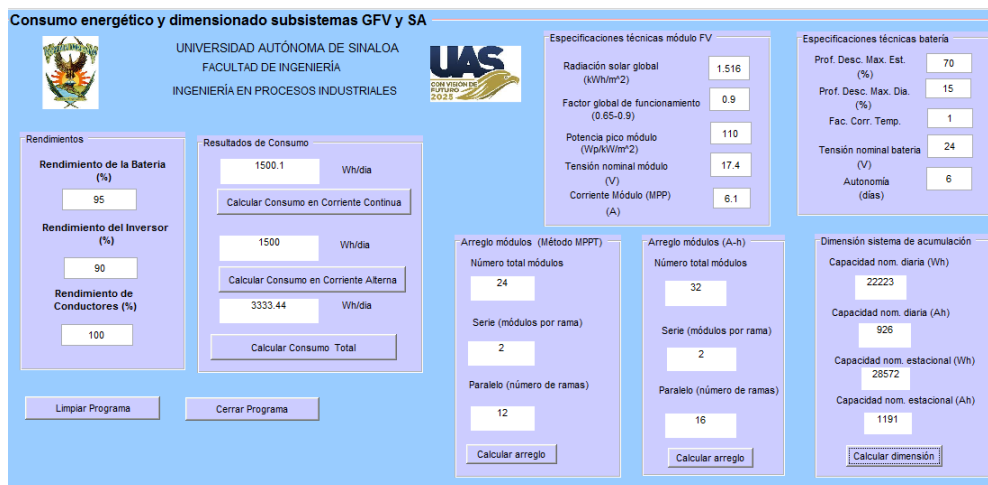 Consumo energético y dimensionado subsistemas GFV y SA
UNIVERSIDAD AUTÓNOMA DE SINALOA
FACULTAD DE INGENIERÍA
INGENIERÍA EN PROCESOS INDUSTRIALES
UAS
CON VISIÓN DE
FUTURO
2025
Rendimientos
Rendimiento de la Bateria
(%)
95
Rendimiento del Inversor
(%)
90
Rendimiento de
Conductores (%)
100
Resultados de Consumo
1500.1 Wh/dia
Calcular Consumo en Corriente Continua
1500 Wh/dia
Calcular Consumo en Corriente Alterna
3333.44 Wh/dia
Calcular Consumo Total
Limpiar Programa
Cerrar Programa
Especificaciones técnicas módulo FV
Radiación solar global
(kWh/m^2)
1.516
Factor global de funcionamiento
(0.65-0.9)
0.9
Potencia pico módulo
(Wp/kW/m^2)
110
Tensión nominal módulo
(V)
17.4
Corriente Módulo (MPP)
(A)
6.1
Especificaciones técnicas batería
Prof. Desc. Max. Est.
(%)
70
Prof. Desc. Max. Dia.
(%)
15
Fac. Corr. Temp.
1
Tensión nominal bateria
(V)
24
Autonomía
(días)
6
Arreglo módulos (Método MPPT)
Número total módulos
24
Serie (módulos por rama)
2
Paralelo (número de ramas)
12
Calcular arreglo
Arreglo módulos (A-h)
Número total módulos
32
Serie (módulos por rama)
2
Paralelo (número de ramas)
16
Calcular arreglo
Dimensión sistema de acumulación
Capacidad nom. diaria (Wh)
22223
Capacidad nom. diaria (Ah)
926
Capacidad nom. estacional (Wh)
28572
Capacidad nom. estacional (Ah)
1191
Calcular dimensión